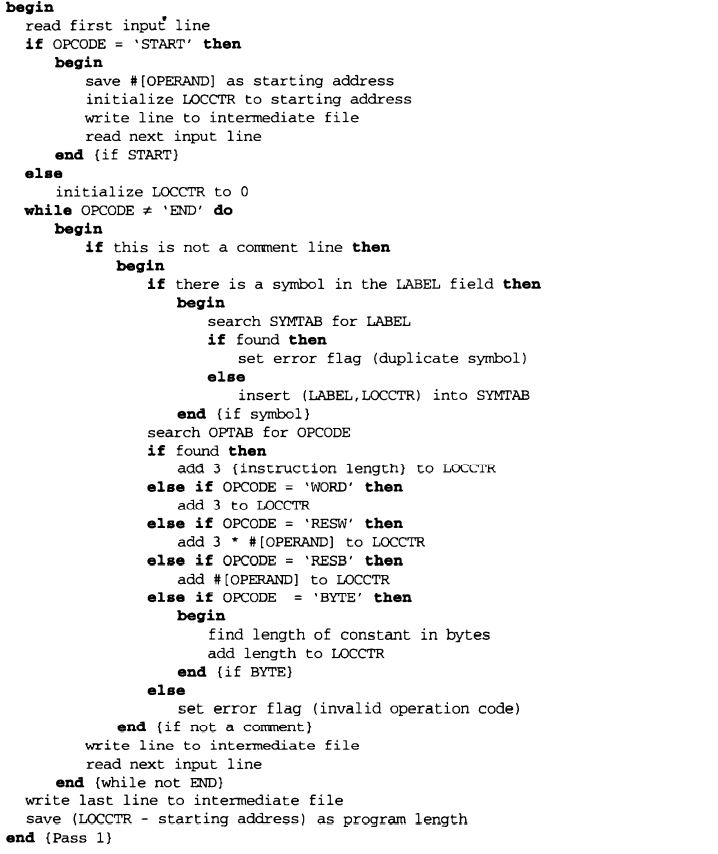 begin
read first input line
if OPCODE = 'START' then
begin
save #[OPERAND] as starting address
initialize LOCCTR to starting address
write line to intermediate file
read next input line
end {if START}
else
initialize LOCCTR to 0
while OPCODE ≠ 'END' do
begin
if this is not a comment line then
begin
if there is a symbol in the LABEL field then
begin
search SYMTAB for LABEL
if found then
set error flag (duplicate symbol)
else
insert (LABEL,LOCCTR) into SYMTAB
end {if symbol}
search OPTAB for OPCODE
if found then
add 3 {instruction length} to LOCCTR
else if OPCODE = 'WORD' then
add 3 to LOCCTR
else if OPCODE = 'RESW' then
add 3 * #[OPERAND] to LOCCTR
else if OPCODE = 'RESB' then
add #[OPERAND] to LOCCTR
else if OPCODE = 'BYTE' then
begin
find length of constant in bytes
add length to LOCCTR
end {if BYTE}
else
set error flag (invalid operation code)
end {if not a comment}
write line to intermediate file
read next input line
end {while not END}
write last line to intermediate file
save (LOCCTR - starting address) as program length
end {Pass 1}